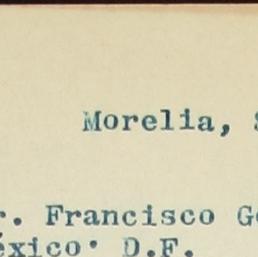 Morelia,
r. Francisco G
éxico. D.F.